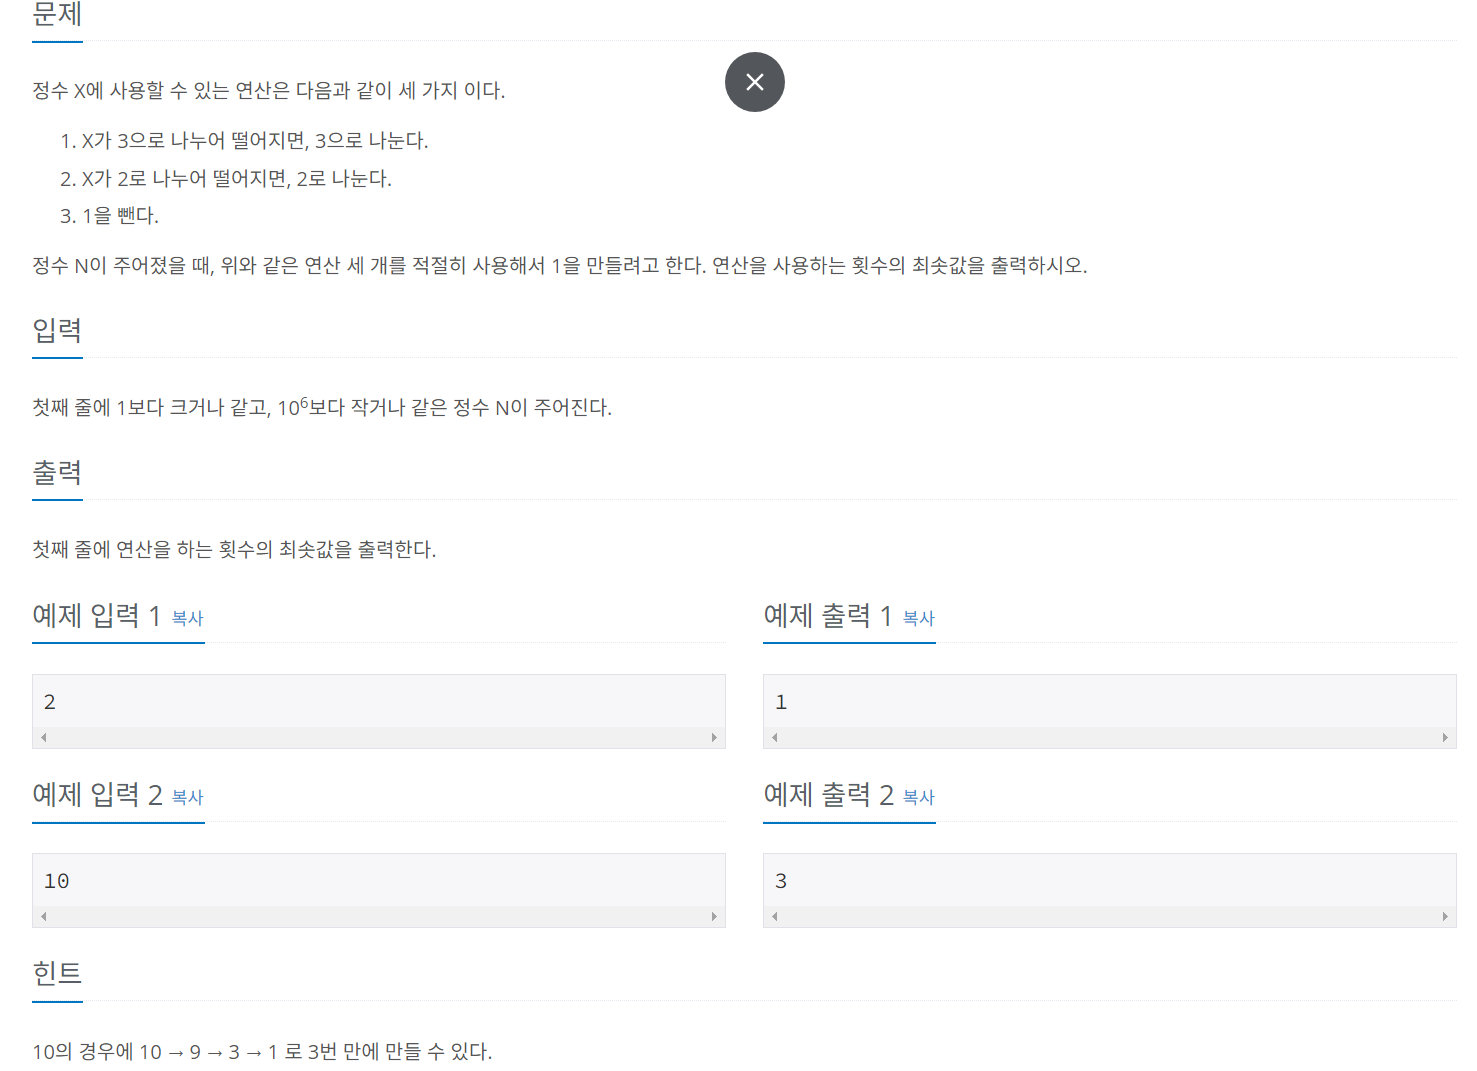 문제
정수 X에 사용할 수 있는 연산은 다음과 같이 세 가지 이다.
1. X가 3으로 나누어 떨어지면, 3으로 나눈다.
2. X가 2로 나누어 떨어지면, 2로 나눈다.
3. 1을 뺀다.
정수 N이 주어졌을 때, 위와 같은 연산 세 개를 적절히 사용해서 1을 만들려고 한다. 연산을 사용하는 횟수의 최솟값을 출력하시오.
입력
첫째 줄에 1보다 크거나 같고, 10⁶보다 작거나 같은 정수 N이 주어진다.
출력
첫째 줄에 연산을 하는 횟수의 최솟값을 출력한다.
예제 입력 1 복사
2
예제 출력 1 복사
1
예제 입력 2 복사
10
예제 출력 2 복사
3
힌트
10의 경우에 10 → 9 → 3 → 1 로 3번 만에 만들 수 있다.